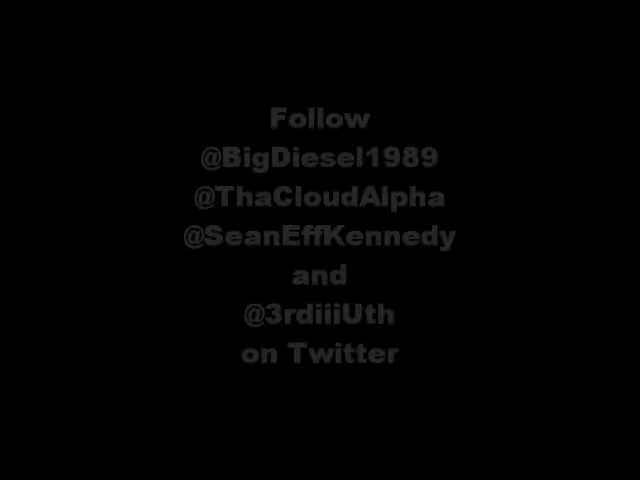 Follow
@BigDiesel1989
@ThaCloudAlpha
@SeanEffKennedy
and
@3rdiiiUth
on Twitter